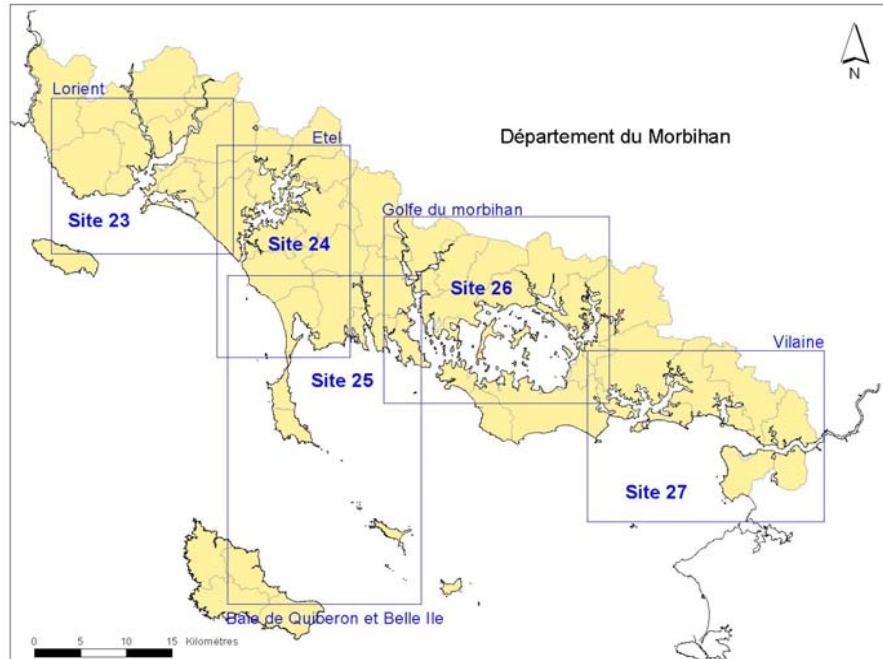 N
Lorient
Etel
Département du Morbihan
Golfe du morbihan
Site 23
Site 24
Site 26
Vilaine
Site 25
Site 27
Baie de Quiberon et Belle Ile
0 5 10 15 Kilomètres